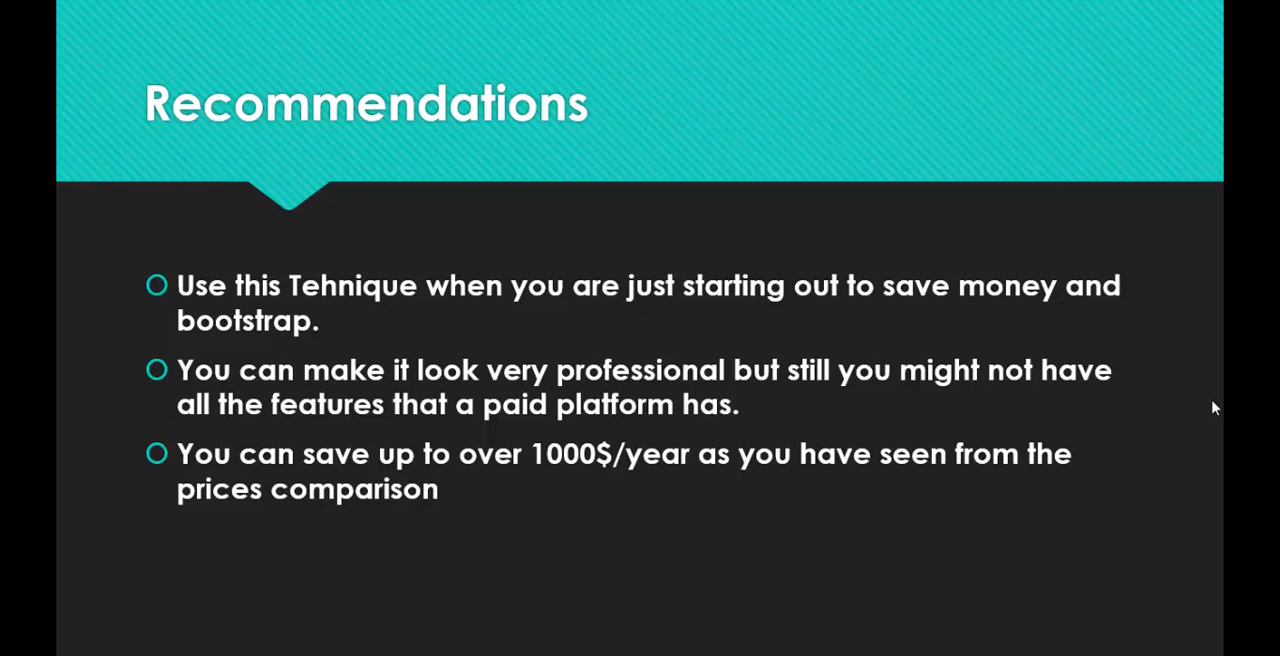 Recommendations
Use this Tehnique when you are just starting out to save money and
bootstrap.
You can make it look very professional but still you might not have
all the features that a paid platform has.
You can save up to over 1000$/year as you have seen from the
prices comparison